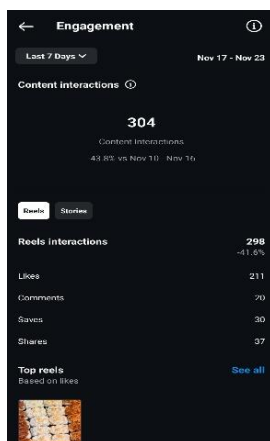 Engagement
Last 7 Days
Nov 17 - Nov 23
Content interactions
304
Content Interactions
43.8% vs Nov 10 - Nov 16
Reels Stories
Reels interactions 298
-41.6%
Likes 211
Comments 20
Saves 30
Shares 37
Top reels See all
Based on likes